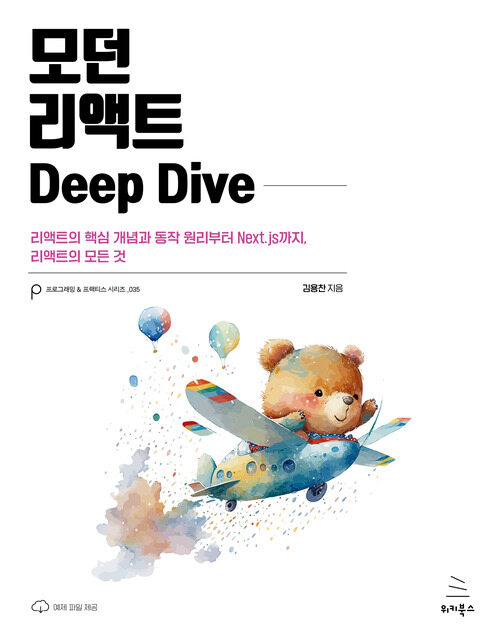 모던
리액트
Deep Dive
리액트의 핵심 개념과 동작 원리부터 Next.js까지,
리액트의 모든 것
프로그래밍 & 프랙티스 시리즈_035
김용찬 지음
예제 파일 제공
위키북스